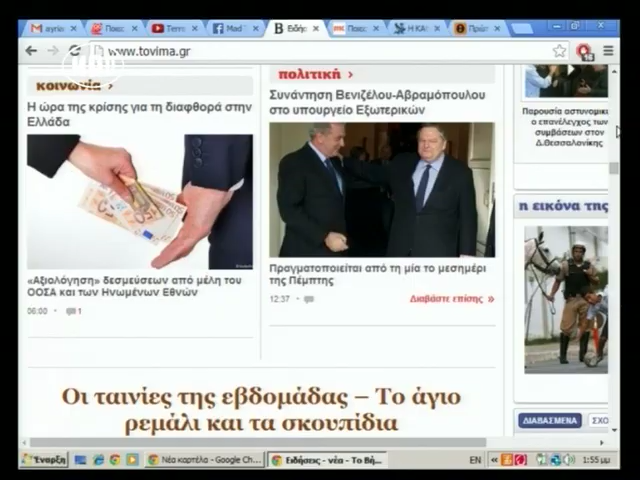 www.tovima.gr
κοινωνία ›
Η ώρα της κρίσης για τη διαφθορά στην
Ελλάδα
«Αξιολόγηση» δεσμεύσεων από μέλη του
ΟΟΣΑ και των Ηνωμένων Εθνών
06:00
1
πολιτική ›
Συνάντηση Βενιζέλου-Αβραμόπουλου
στο υπουργείο Εξωτερικών
Πραγματοποιείται από τη μία το μεσημέρι
της Πέμπτης
12:37
Διαβάστε επίσης »
Παρουσία αστυνομικώ
ο επανέλεγχος των
συμβάσεων στον
Δ.Θεσσαλονίκης
η εικόνα της
ΔΙΑΒΑΣΜΕΝΑ
ΣΧΟ
Οι ταινίες της εβδομάδας – Το άγιο
ρεμάλι και τα σκουπίδια
Έναρξη
Νέα καρτέλα - Google Ch...
Ειδήσεις - νέα - Το Βή...
EN
1:55 μμ